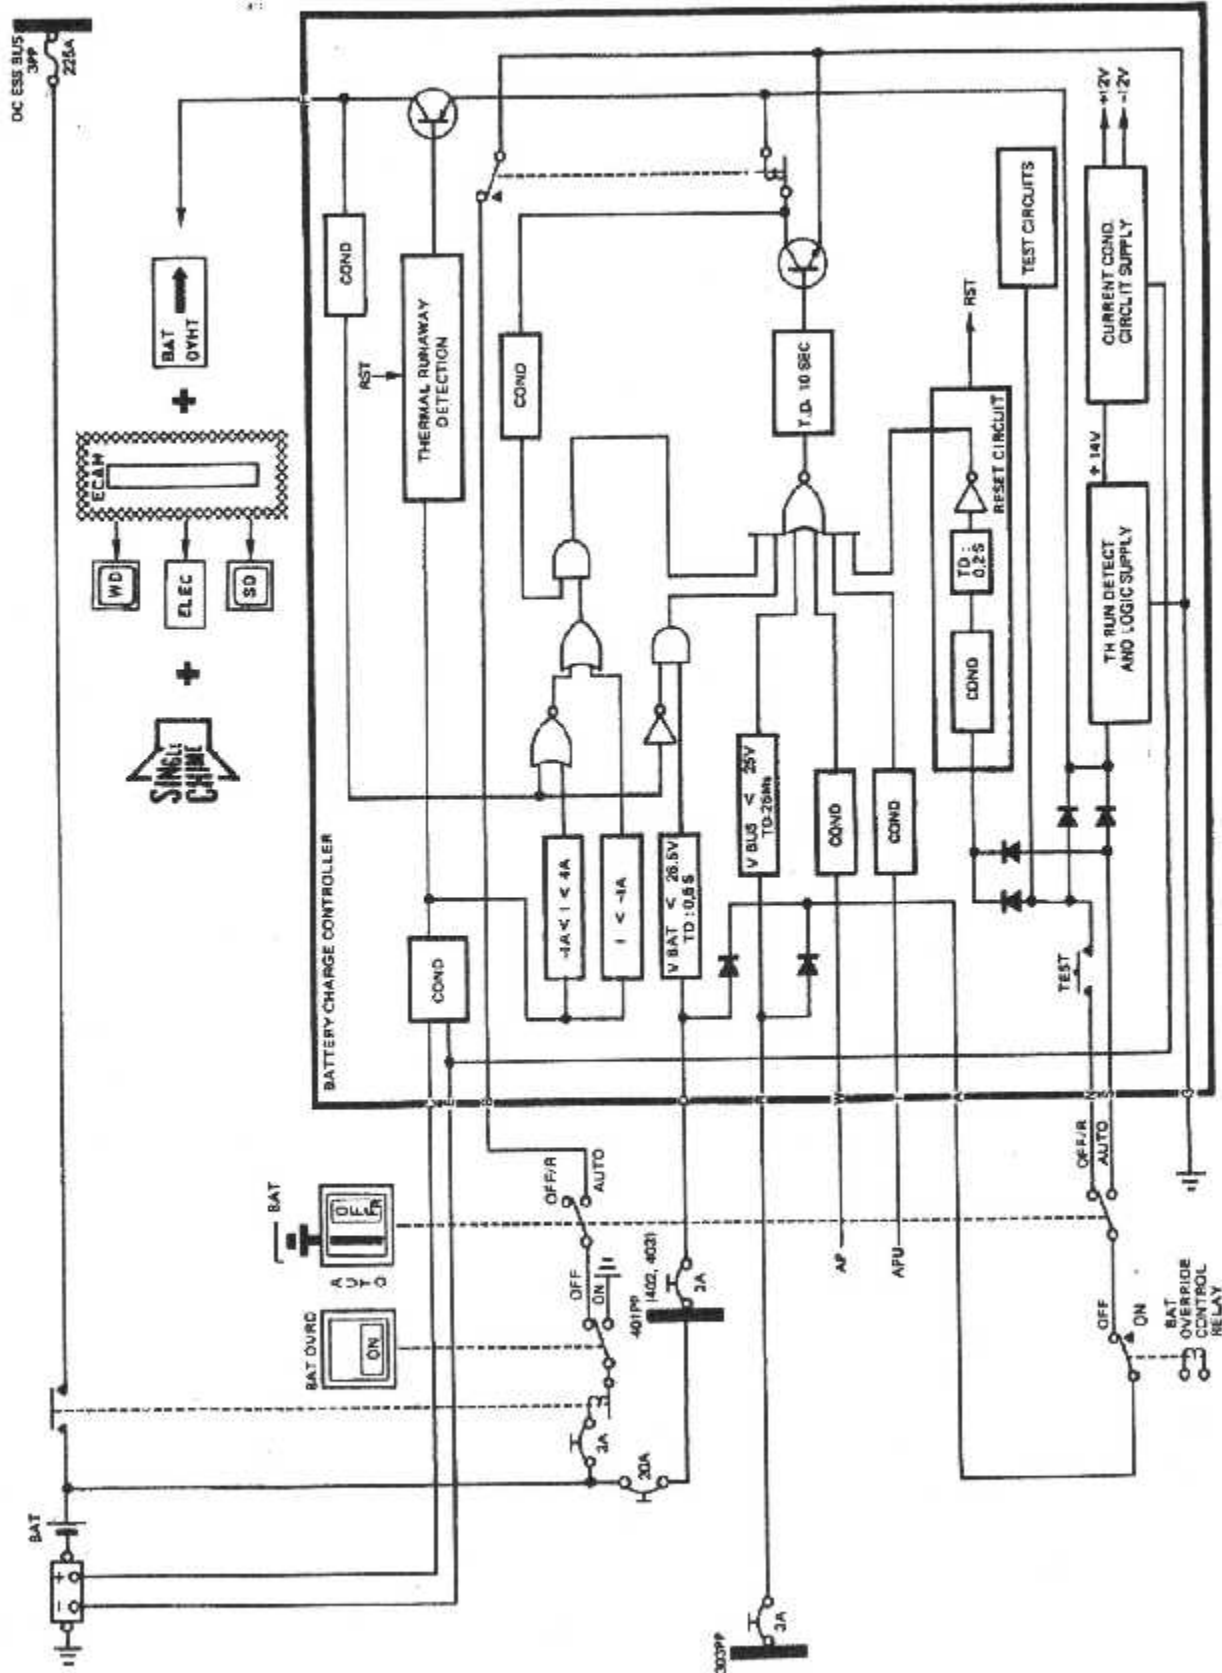 DC ESS BUS
3PP
225A
BAT
OVHT
ECAM
WD
ELEC
SD
SINGLE
CHIME
BATTERY CHARGE CONTROLLER
COND
RST
THERMAL RUNAWAY
DETECTION
COND
COND
-4A < I < 4A
I < -4A
V BAT < 26.5V
TD : 0,6 S
V BUS < 25V
COND
COND
T.D. 10 SEC
RST
RESET CIRCUIT
TD :
0,2 S
COND
TEST CIRCUITS
+12V
-12V
CURRENT COND.
CIRCUIT SUPPLY
+ 14V
TH RUN DETECT
AND LOGIC SUPPLY
TEST
E
B
R
W
A
N
S
G
BAT
OFF/R
AUTO
AUTO
OFF/R
AUTO
BAT OVRD
ON
OFF
ON
401PP (402, 403)
3A
3A
20A
AP
APU
BAT
+
-
303PP
3A
OFF
ON
BAT
OVERRIDE
CONTROL
RELAY